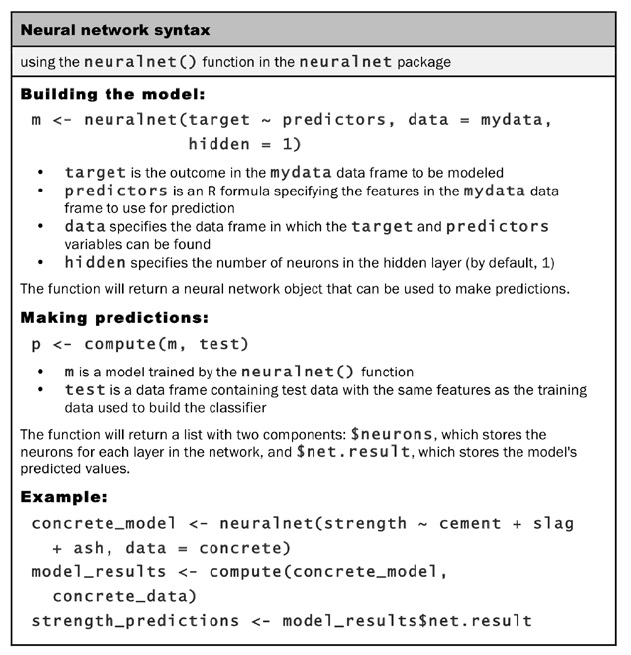 Neural network syntax
using the neuralnet() function in the neuralnet package
Building the model:
m <- neuralnet(target ~ predictors, data = mydata,
hidden = 1)
• target is the outcome in the mydata data frame to be modeled
• predictors is an R formula specifying the features in the mydata data
frame to use for prediction
• data specifies the data frame in which the target and predictors
variables can be found
• hidden specifies the number of neurons in the hidden layer (by default, 1)
The function will return a neural network object that can be used to make predictions.
Making predictions:
p <- compute(m, test)
• m is a model trained by the neuralnet() function
• test is a data frame containing test data with the same features as the training
data used to build the classifier
The function will return a list with two components: $neurons, which stores the
neurons for each layer in the network, and $net.result, which stores the model's
predicted values.
Example:
concrete_model <- neuralnet(strength ~ cement + slag
+ ash, data = concrete)
model_results <- compute(concrete_model,
concrete_data)
strength_predictions <- model_results$net.result